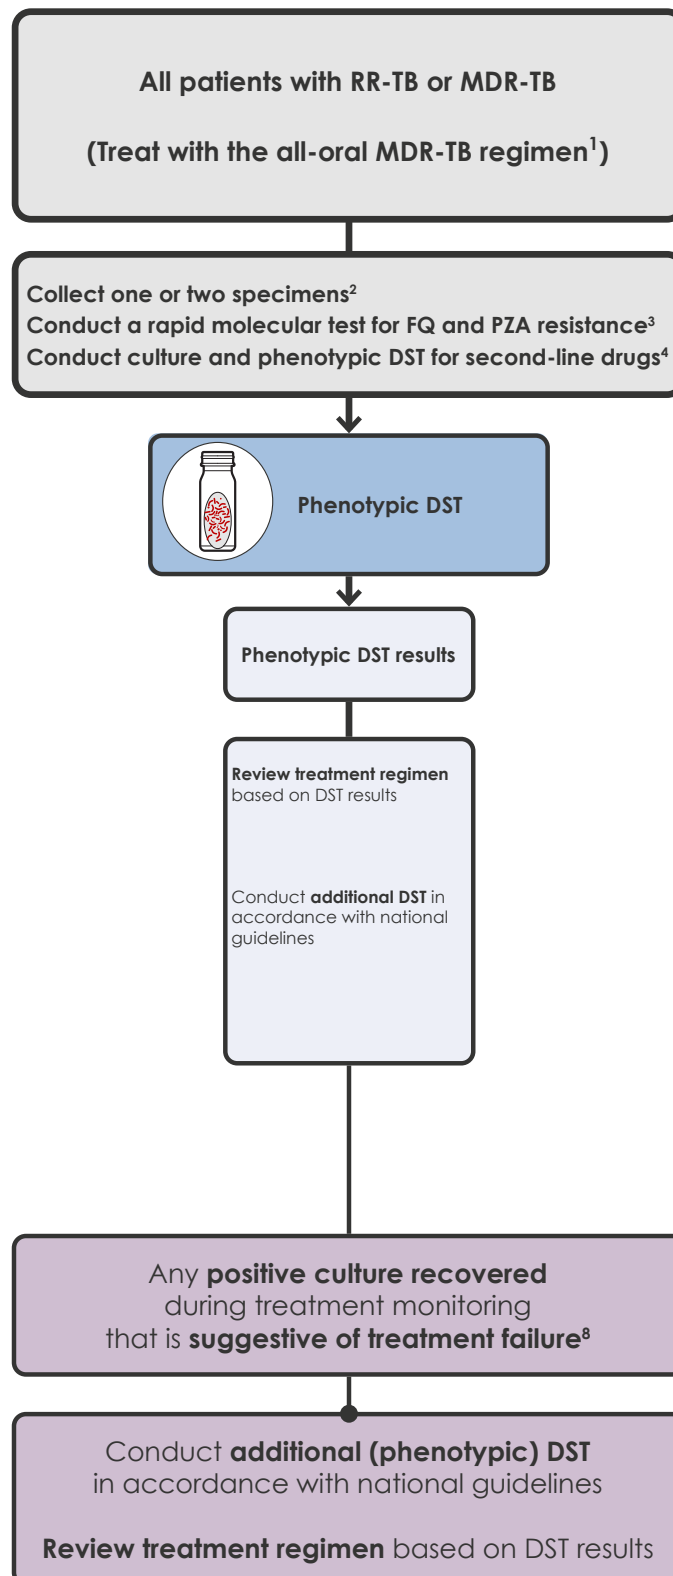 All patients with RR-TB or MDR-TB
(Treat with the all-oral MDR-TB regimen¹)
Collect one or two specimens²
Conduct a rapid molecular test for FQ and PZA resistance³
Conduct culture and phenotypic DST for second-line drugs⁴
Phenotypic DST
Phenotypic DST results
Review treatment regimen
based on DST results
Conduct additional DST in
accordance with national
guidelines
Any positive culture recovered
during treatment monitoring
that is suggestive of treatment failure⁸
Conduct additional (phenotypic) DST
in accordance with national guidelines
Review treatment regimen based on DST results